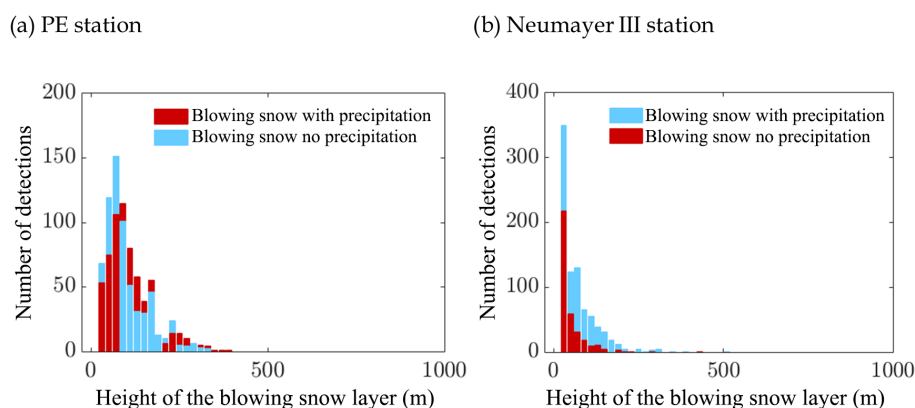 (a) PE station
(b) Neumayer III station
200
150
100
50
0
Number of detections
Blowing snow with precipitation
Blowing snow no precipitation
0
500
1000
Height of the blowing snow layer (m)
400
300
200
100
0
Number of detections
Blowing snow with precipitation
Blowing snow no precipitation
0
500
1000
Height of the blowing snow layer (m)